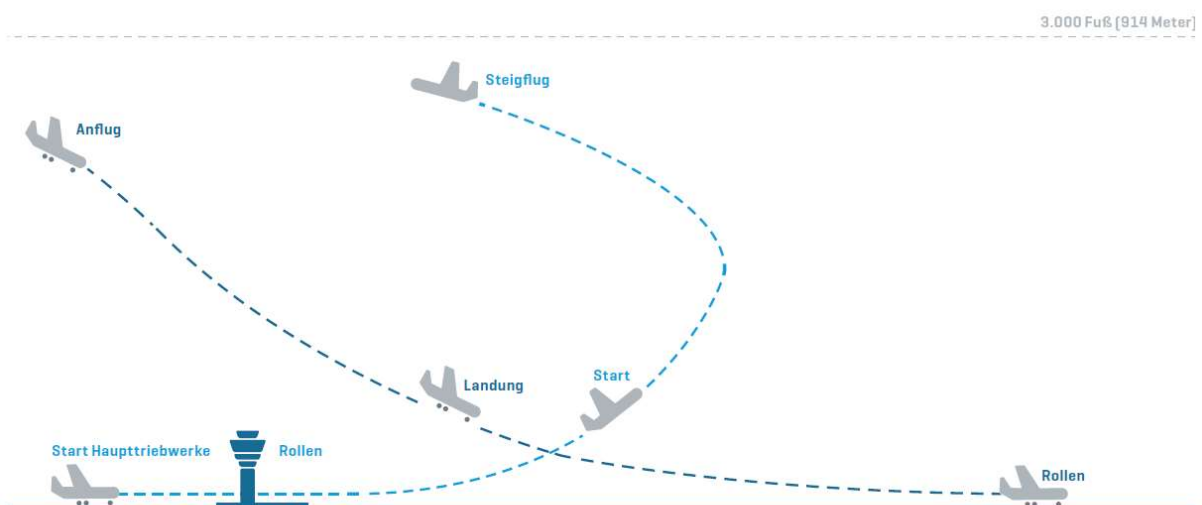 3.000 Fuß (914 Meter)
Steigflug
Anflug
Start
Landung
Start Haupttriebwerke
Rollen
Rollen